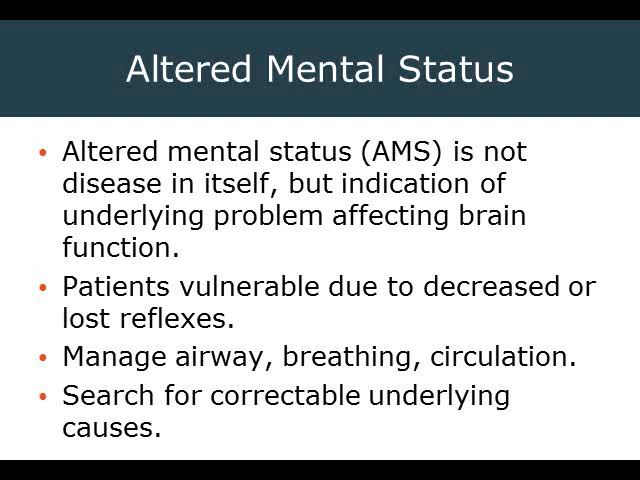 Altered Mental Status
• Altered mental status (AMS) is not
disease in itself, but indication of
underlying problem affecting brain
function.
• Patients vulnerable due to decreased or
lost reflexes.
• Manage airway, breathing, circulation.
• Search for correctable underlying
causes.